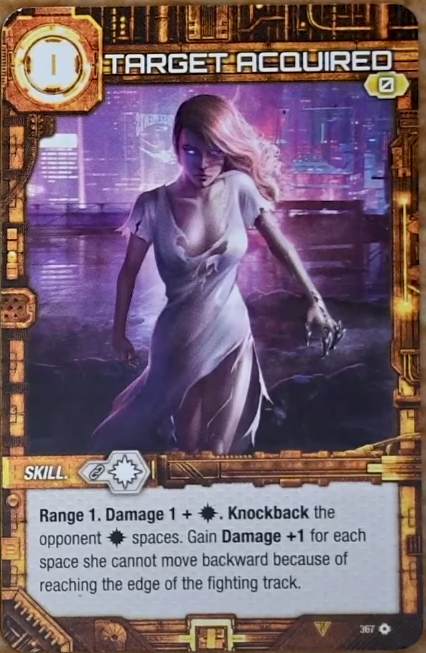 I
TARGET ACQUIRED
0
SKILL.
Range 1. Damage 1 + . Knockback the
opponent spaces. Gain Damage +1 for each
space she cannot move backward because of
reaching the edge of the fighting track.
367